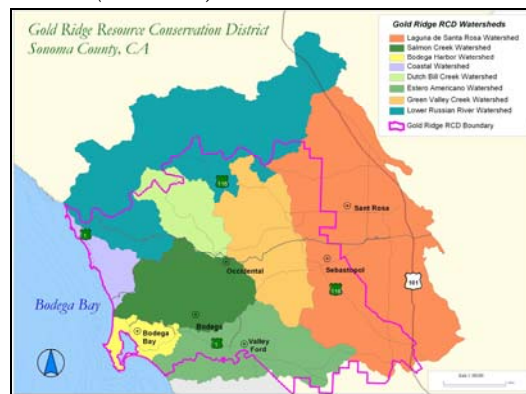 Gold Ridge Resource Conservation District
Sonoma County, CA
Gold Ridge RCD Watersheds
Laguna de Santa Rosa Watershed
Salmon Creek Watershed
Bodega Harbor Watershed
Coastal Watershed
Dutch Bill Creek Watershed
Estero Americano Watershed
Green Valley Creek Watershed
Lower Russian River Watershed
Gold Ridge RCD Boundary
116
Sant Rosa
1
Occidental
Sebastopol
101
116
Bodega Bay
Bodega
Bodega
Bay
1
Valley
Ford